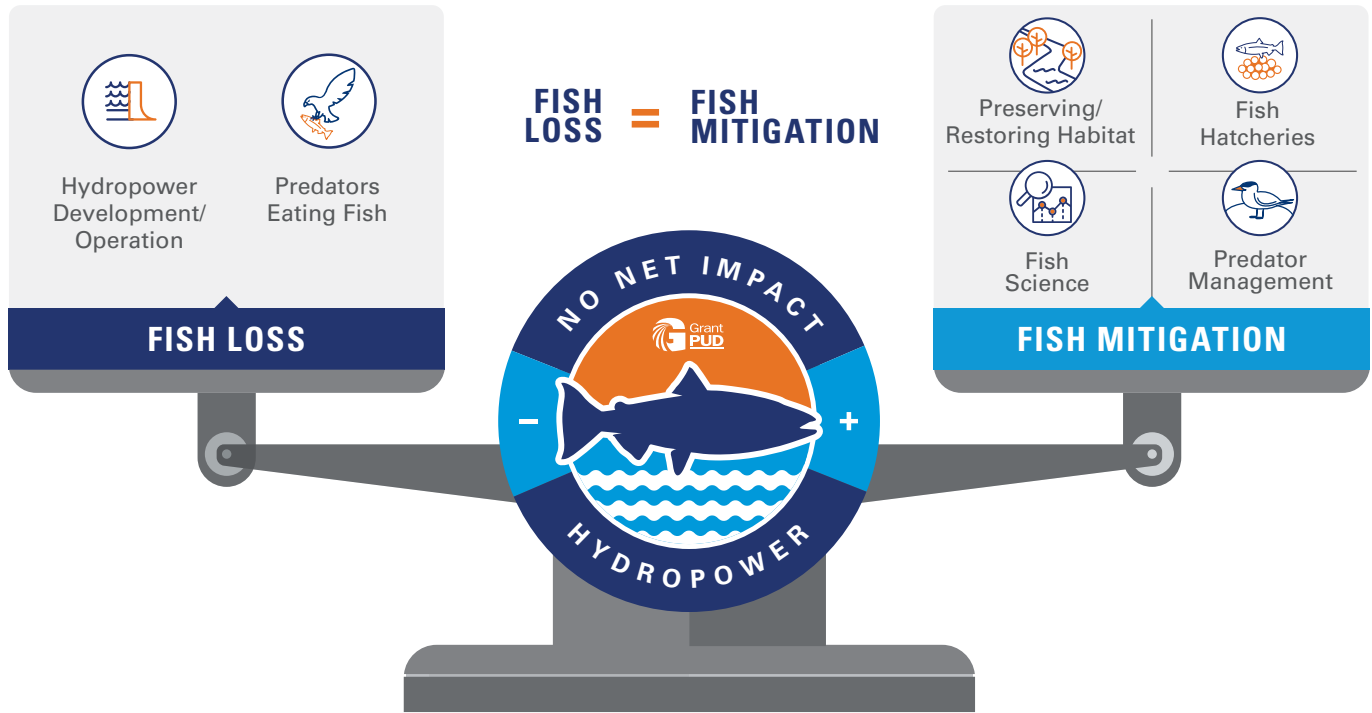 Hydropower
Development/
Operation
Predators
Eating Fish
FISH LOSS
FISH
LOSS
=
FISH
MITIGATION
Preserving/
Restoring Habitat
Fish
Hatcheries
Fish
Science
Predator
Management
FISH MITIGATION
NO NET IMPACT
Grant
PUD
–
+
HYDROPOWER